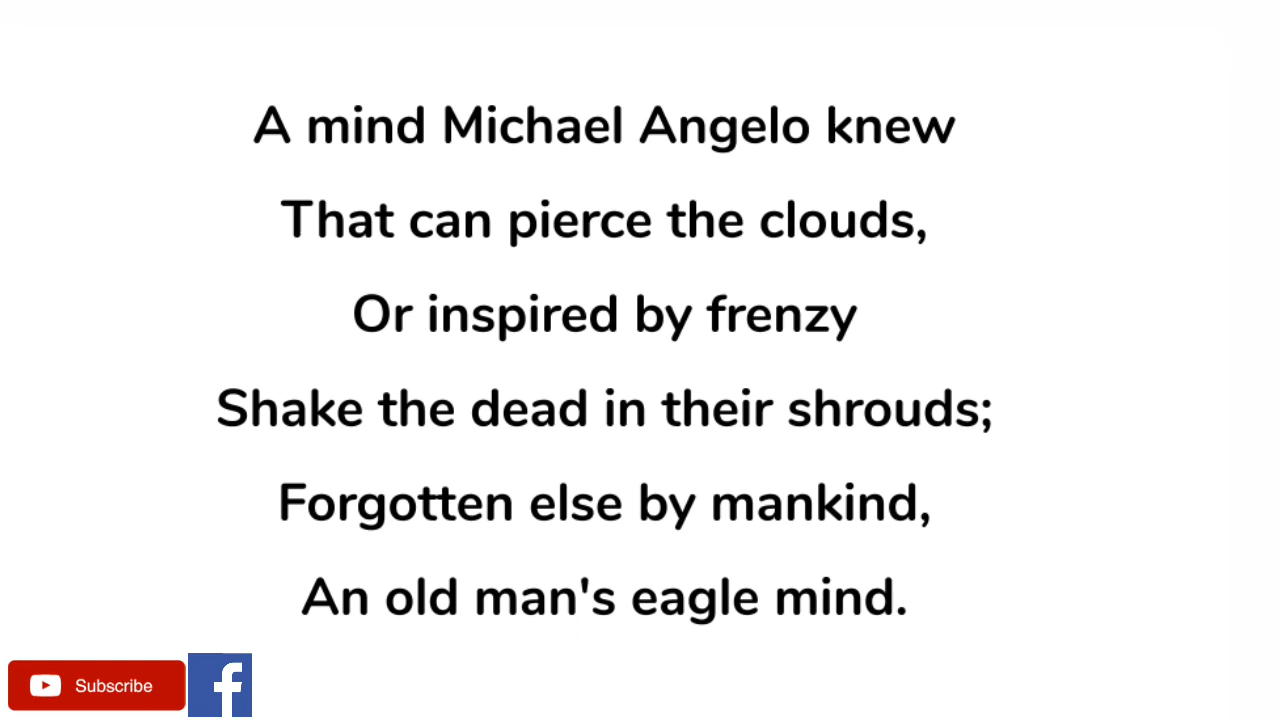 A mind Michael Angelo knew
That can pierce the clouds,
Or inspired by frenzy
Shake the dead in their shrouds;
Forgotten else by mankind,
An old man's eagle mind.
Subscribe